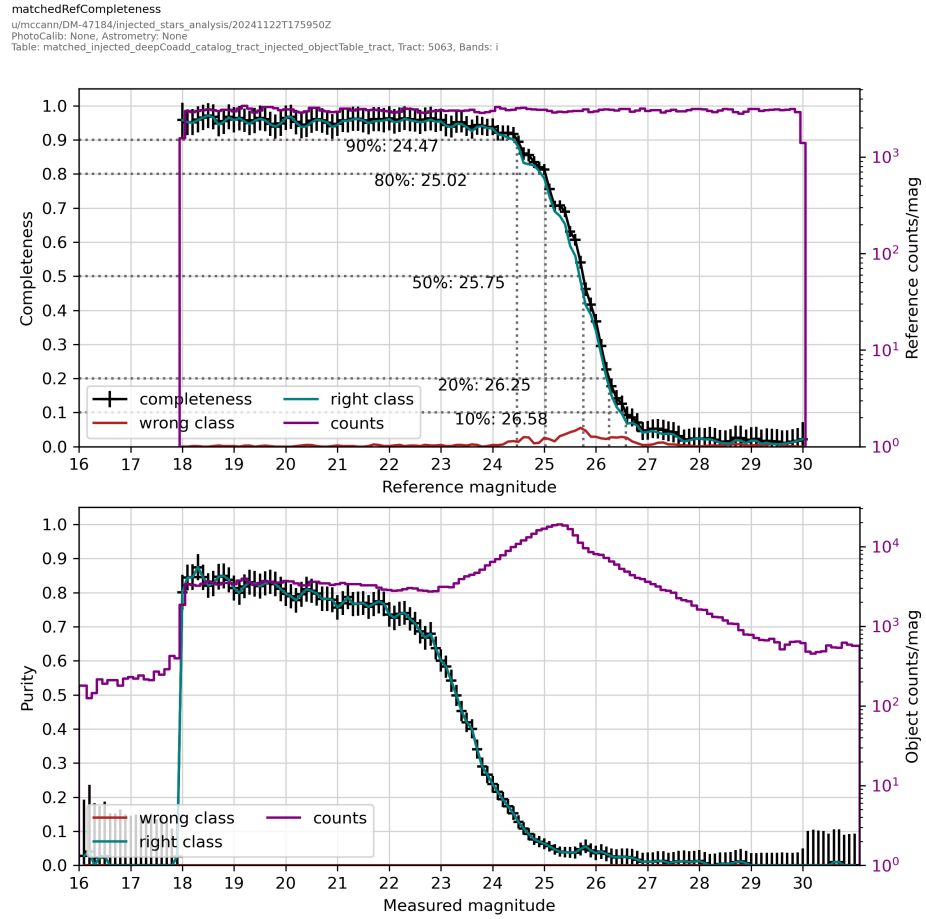 matchedRefCompleteness
u/mccann/DM-47184/injected_stars_analysis/20241122T175950Z
PhotoCalib: None, Astrometry: None
Table: matched_injected_deepCoadd_catalog_tract_injected_objectTable_tract, Tract: 5063, Bands: i
1.0
0.9
0.8
0.7
0.6
0.5
0.4
0.3
0.2
0.1
0.0
Completeness
90%: 24.47
80%: 25.02
50%: 25.75
20%: 26.25
10%: 26.58
completeness
wrong class
right class
counts
10³
10²
10¹
10⁰
Reference counts/mag
16 17 18 19 20 21 22 23 24 25 26 27 28 29 30
Reference magnitude
1.0
0.9
0.8
0.7
0.6
0.5
0.4
0.3
0.2
0.1
0.0
Purity
wrong class
right class
counts
10⁴
10³
10²
10¹
10⁰
Object counts/mag
16 17 18 19 20 21 22 23 24 25 26 27 28 29 30
Measured magnitude